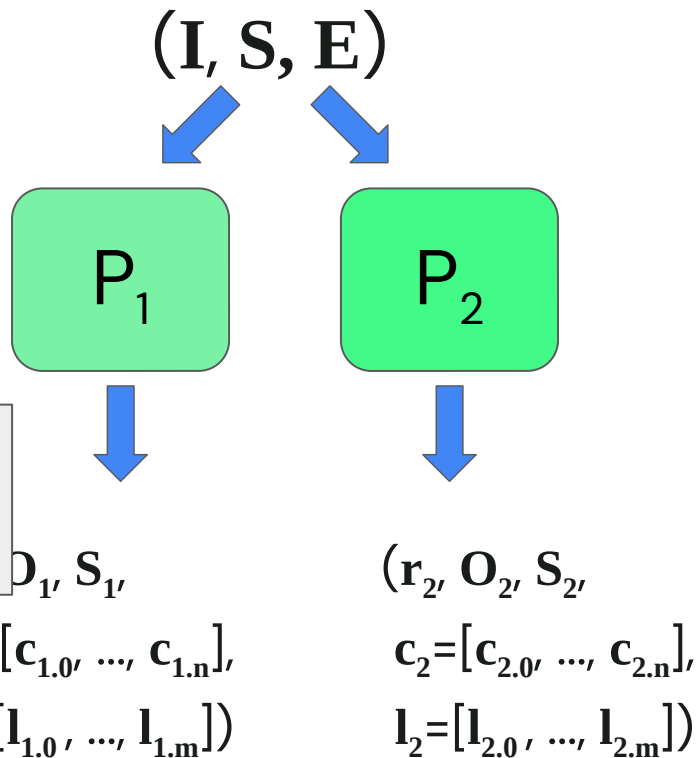 (I, S, E)
P₁ P₂
O₁, S₁, (r₂, O₂, S₂,
[c₁.₀, ..., c₁.ₙ], c₂=[c₂.₀, ..., c₂.ₙ],
[l₁.₀, ..., l₁.ₘ]) l₂=[l₂.₀, ..., l₂.ₘ])